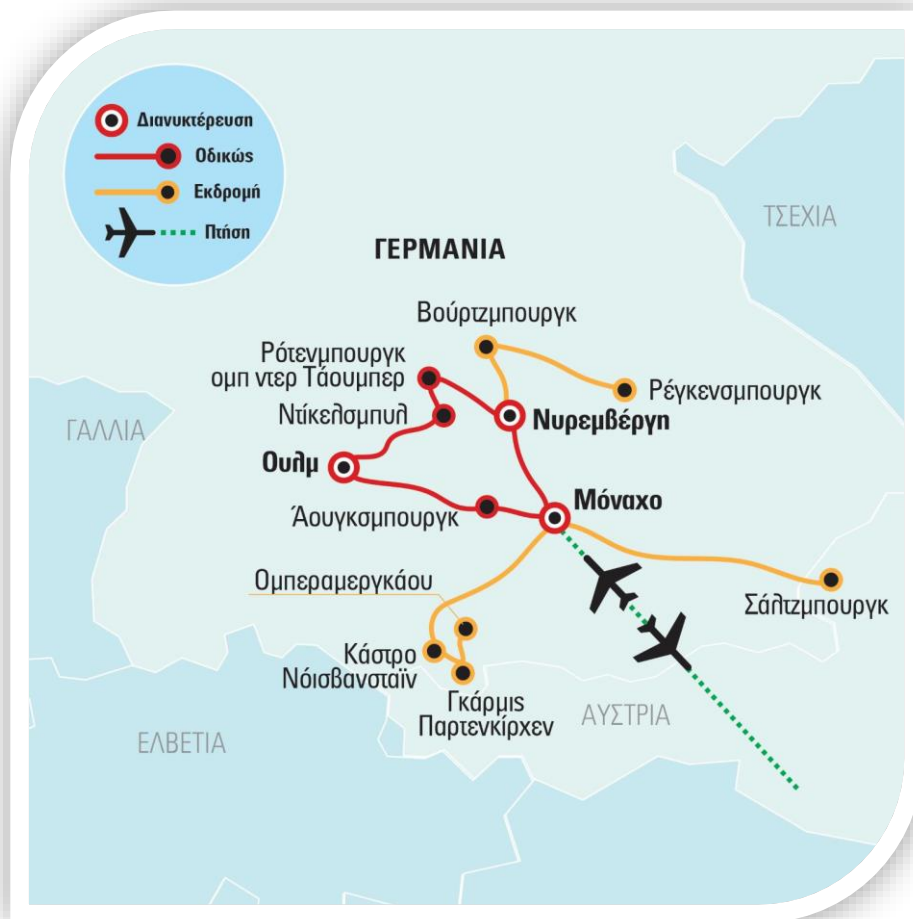 Διανυκτέρευση
Οδικώς
Εκδρομή
Πτήση
ΤΣΕΧΙΑ
ΓΕΡΜΑΝΙΑ
Βούρτζμπουργκ
Ρότενμπουργκ
ομπ ντερ Τάουμπερ
Ρέγκενσμπουργκ
Ντίκελσμπυλ
Νυρεμβέργη
ΓΑΛΛΙΑ
Ουλμ
Μόναχο
Άουγκσμπουργκ
Ομπεραμεργκάου
Σάλτζμπουργκ
Κάστρο
Νόισβανσταϊν
Γκάρμις
Παρτενκίρχεν
ΑΥΣΤΡΙΑ
ΕΛΒΕΤΙΑ